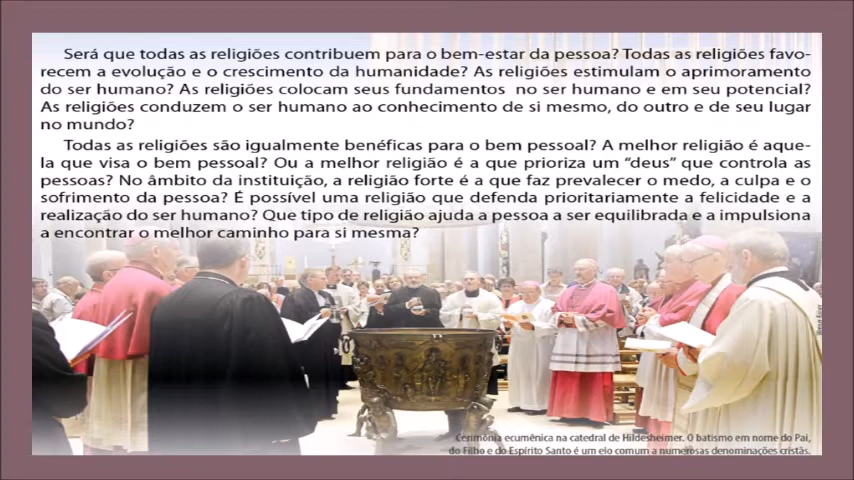 Será que todas as religiões contribuem para o bem-estar da pessoa? Todas as religiões favo-
recem a evolução e o crescimento da humanidade? As religiões estimulam o aprimoramento
do ser humano? As religiões colocam seus fundamentos no ser humano e em seu potencial?
As religiões conduzem o ser humano ao conhecimento de si mesmo, do outro e de seu lugar
no mundo?
Todas as religiões são igualmente benéficas para o bem pessoal? A melhor religião é aque-
la que visa o bem pessoal? Ou a melhor religião é a que prioriza um “deus” que controla as
pessoas? No âmbito da instituição, a religião forte é a que faz prevalecer o medo, a culpa e o
sofrimento da pessoa? É possível uma religião que defenda prioritariamente a felicidade e a
realização do ser humano? Que tipo de religião ajuda a pessoa a ser equilibrada e a impulsiona
a encontrar o melhor caminho para si mesma?
Cerimônia ecumênica na catedral de Hildesheimer. O batismo em nome do Pai,
do Filho e do Espírito Santo é um elo comum a numerosas denominações cristãs.